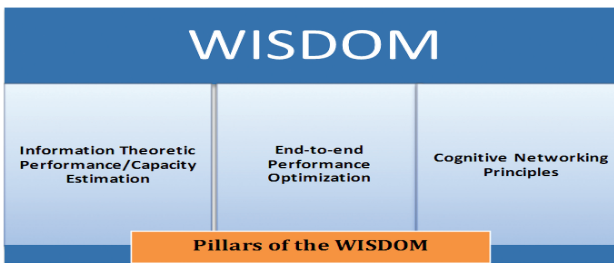 WISDOM
Information Theoretic
Performance/Capacity
Estimation
End-to-end
Performance
Optimization
Cognitive Networking
Principles
Pillars of the WISDOM